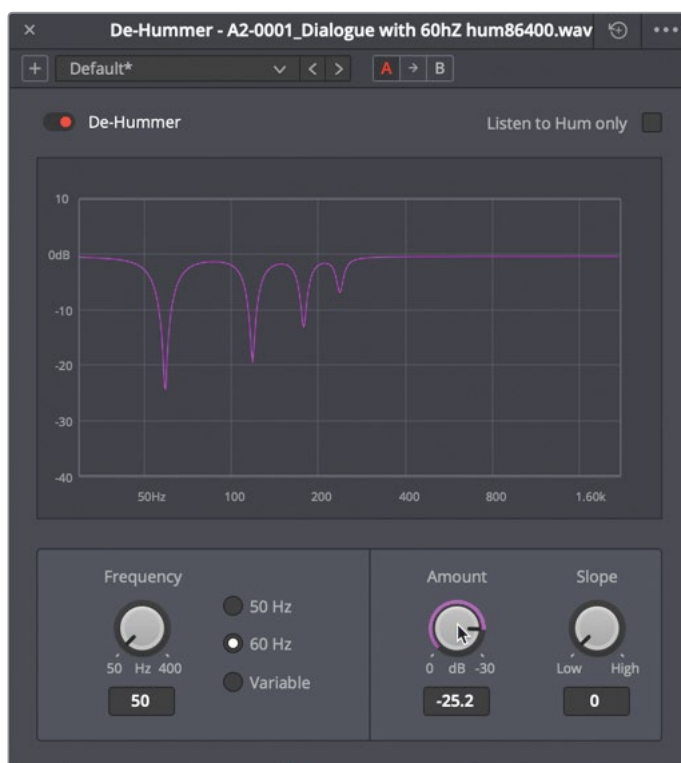 × De-Hummer - A2-0001_Dialogue with 60hZ hum86400.wav •••
+ Default* < > A → B
De-Hummer Listen to Hum only
10
0dB
-10
-20
-30
-40
50Hz 100 200 400 800 1.60k
Frequency
50 Hz 400
50
50 Hz
60 Hz
Variable
Amount Slope
0 dB -30 Low High
-25.2 0